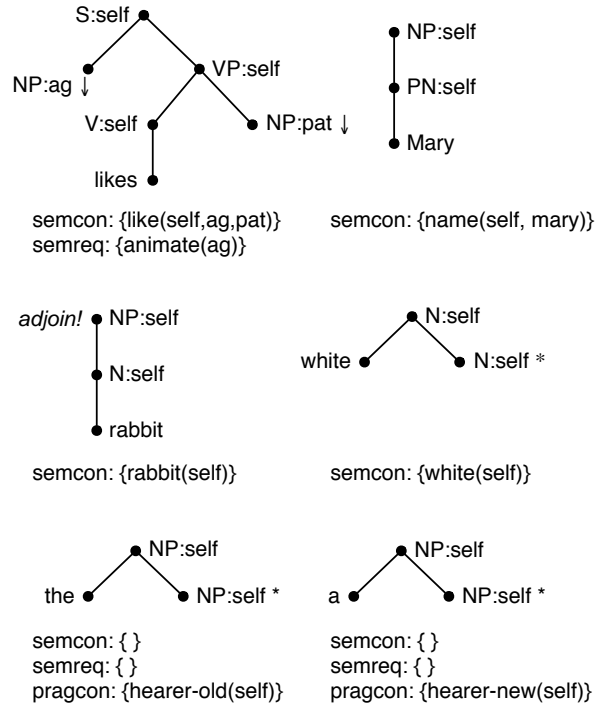 S:self
NP:ag ↓
VP:self
V:self
NP:pat ↓
likes
semcon: {like(self,ag,pat)}
semreq: {animate(ag)}
NP:self
PN:self
Mary
semcon: {name(self, mary)}
adjoin! NP:self
N:self
rabbit
semcon: {rabbit(self)}
N:self
white
N:self *
semcon: {white(self)}
NP:self
the
NP:self *
semcon: { }
semreq: { }
pragcon: {hearer-old(self)}
NP:self
a
NP:self *
semcon: { }
semreq: { }
pragcon: {hearer-new(self)}